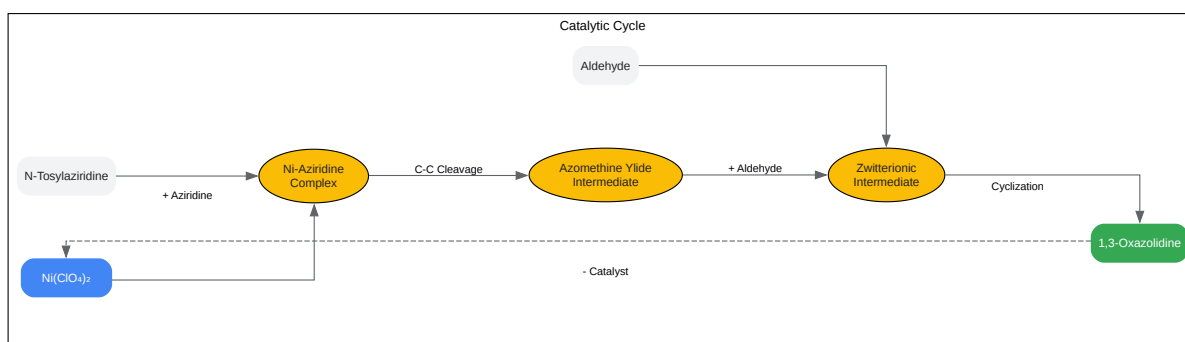 Catalytic Cycle
Aldehyde
N-Tosylaziridine
+ Aziridine
Ni-Aziridine
Complex
C-C Cleavage
Azomethine Ylide
Intermediate
+ Aldehyde
Zwitterionic
Intermediate
Cyclization
1,3-Oxazolidine
Ni(ClO₄)₂
- Catalyst